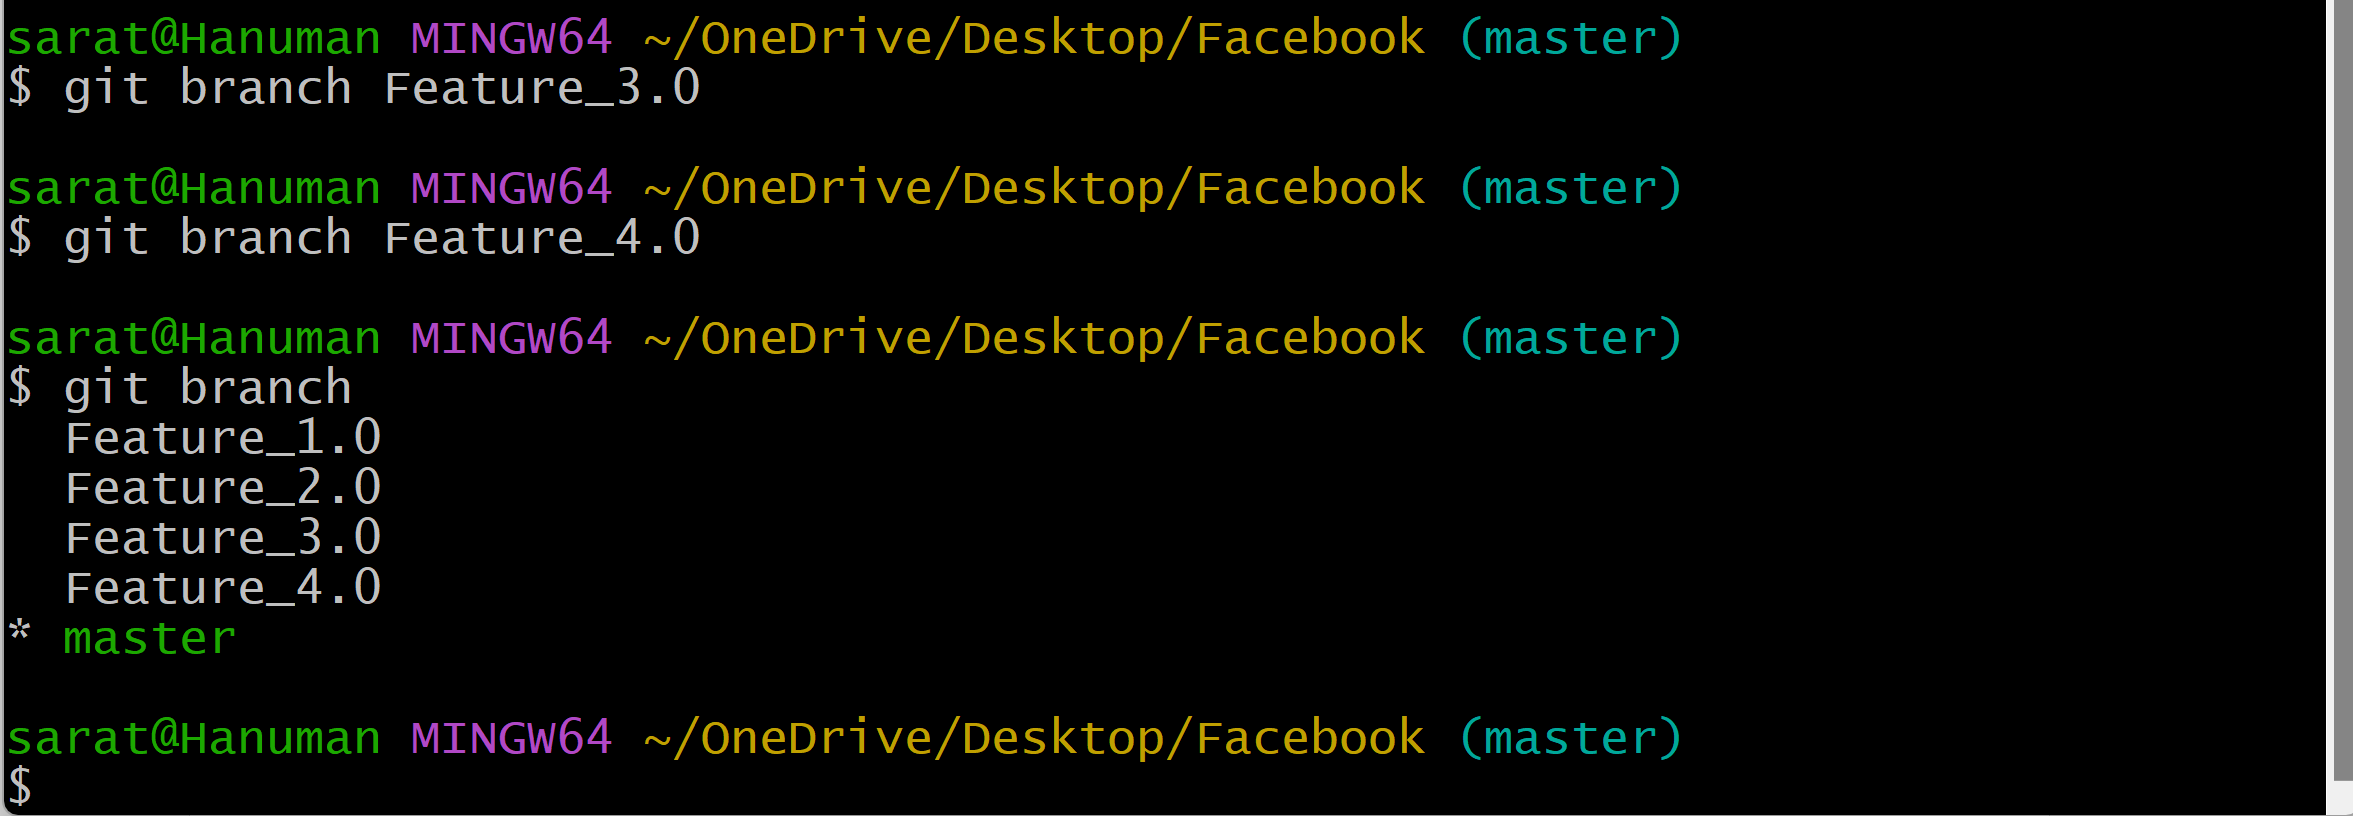 sarat@Hanuman MINGW64 ~/OneDrive/Desktop/Facebook (master)
$ git branch Feature_3.0
sarat@Hanuman MINGW64 ~/OneDrive/Desktop/Facebook (master)
$ git branch Feature_4.0
sarat@Hanuman MINGW64 ~/OneDrive/Desktop/Facebook (master)
$ git branch
  Feature_1.0
  Feature_2.0
  Feature_3.0
  Feature_4.0
* master
sarat@Hanuman MINGW64 ~/OneDrive/Desktop/Facebook (master)
$